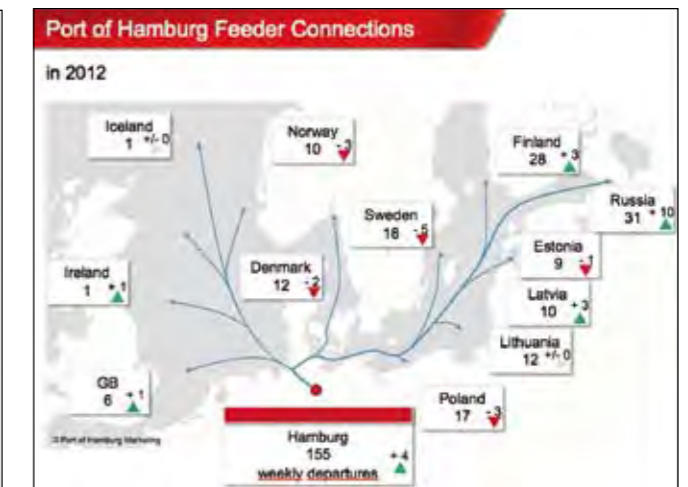 Port of Hamburg Feeder Connections
in 2012
Iceland
1 +/- 0
Norway
10 - 3
Finland
28 + 3
Russia
31 + 10
Sweden
18 - 5
Estonia
9 - 1
Ireland
1 + 1
Denmark
12 - 2
Latvia
10 + 3
Lithuania
12 +/- 0
GB
6 + 1
Poland
17 - 3
© Port of Hamburg Marketing
Hamburg
155 + 4
weekly departures